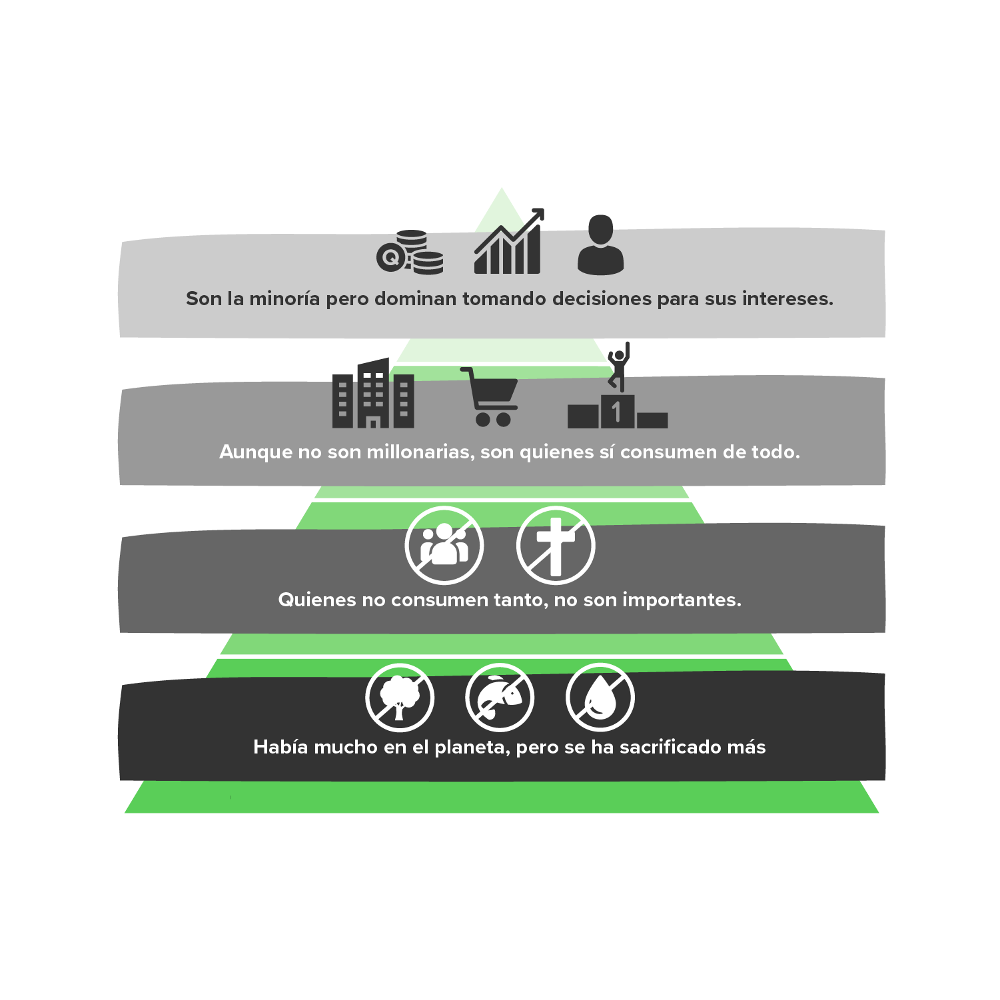 Q
Son la minoría pero dominan tomando decisiones para sus intereses.
1
Aunque no son millonarias, son quienes sí consumen de todo.
Quienes no consumen tanto, no son importantes.
Había mucho en el planeta, pero se ha sacrificado más